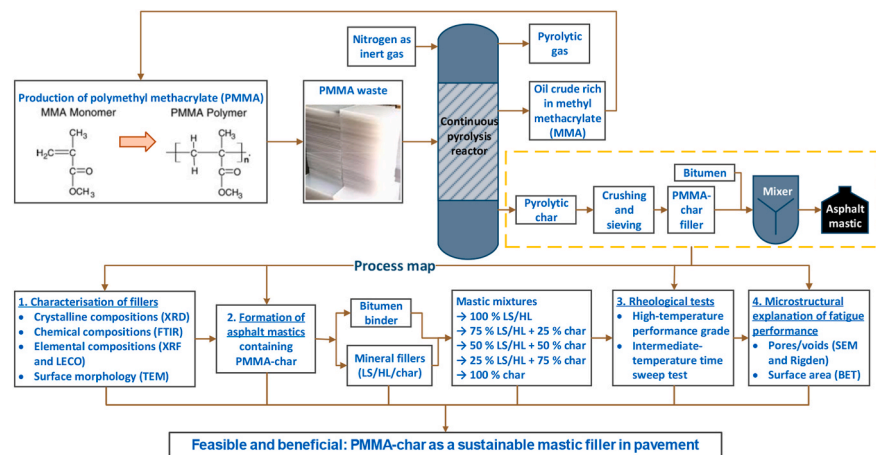 Nitrogen as
inert gas
Pyrolytic
gas
Production of polymethyl methacrylate (PMMA)
MMA Monomer
PMMA Polymer
CH₃
H₂C
C
O
OCH₃
H
C
H
CH₃
C
C
O
OCH₃
n
PMMA waste
Continuous
pyrolysis
reactor
Oil crude rich
in methyl
methacrylate
(MMA)
Pyrolytic
char
Crushing
and
sieving
Bitumen
PMMA-
char
filler
Mixer
Asphalt
mastic
Process map
1. Characterisation of fillers
• Crystalline compositions (XRD)
• Chemical compositions (FTIR)
• Elemental compositions (XRF
and LECO)
• Surface morphology (TEM)
2. Formation of
asphalt mastics
containing
PMMA-char
Bitumen
binder
Mineral fillers
(LS/HL/char)
Mastic mixtures
→ 100 % LS/HL
→ 75 % LS/HL + 25 % char
→ 50 % LS/HL + 50 % char
→ 25 % LS/HL + 75 % char
→ 100 % char
3. Rheological tests
• High-temperature
performance grade
• Intermediate-
temperature time
sweep test
4. Microstructural
explanation of fatigue
performance
• Pores/voids (SEM
and Rigden)
• Surface area (BET)
Feasible and beneficial: PMMA-char as a sustainable mastic filler in pavement